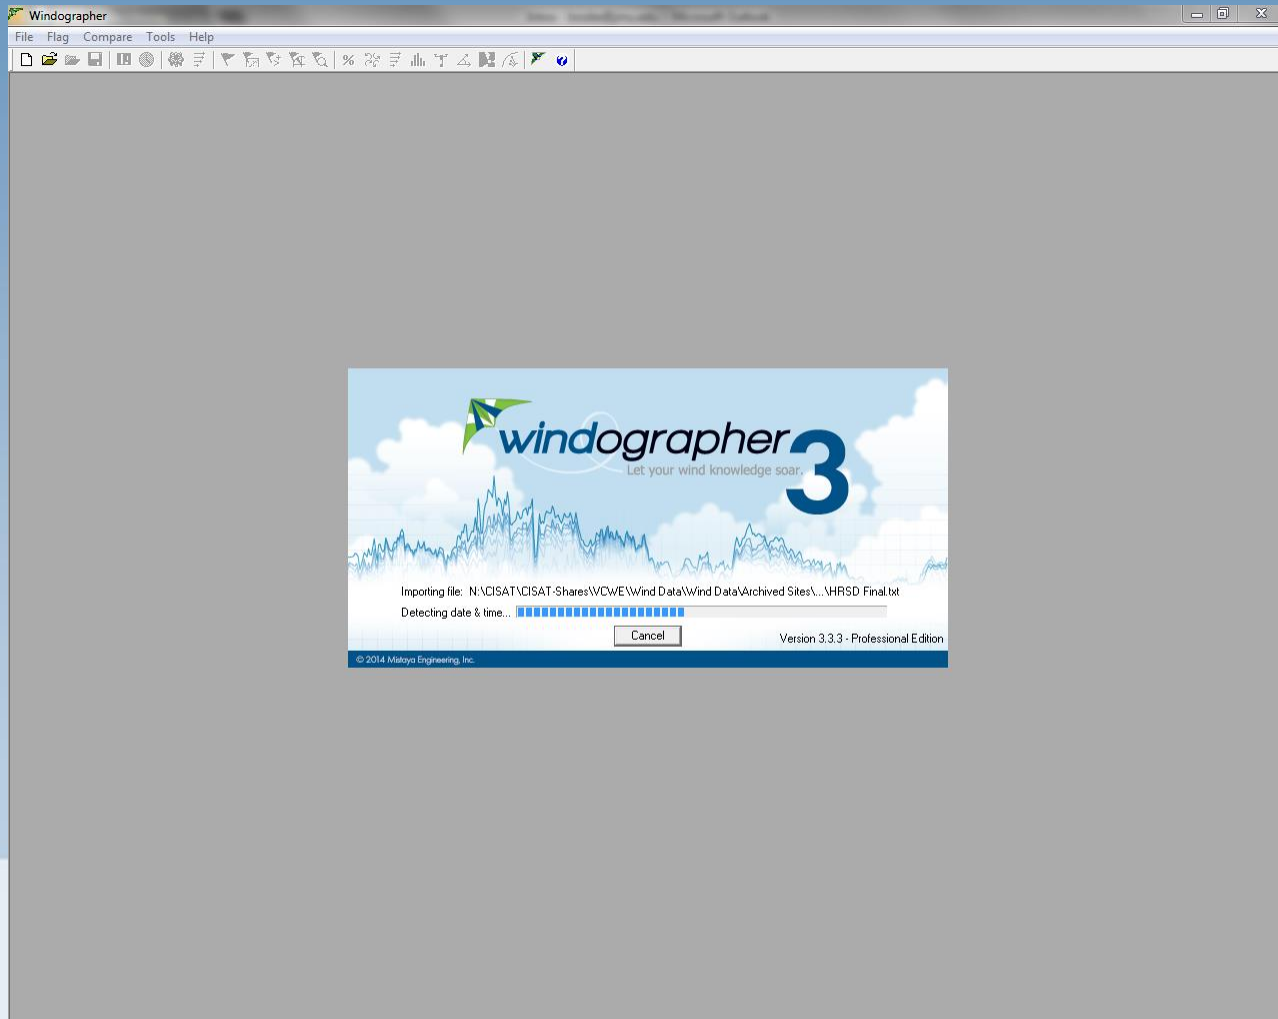 Windographer
File Flag Compare Tools Help
windographer 3
Let your wind knowledge soar.
Importing file: N:\CISAT\CISAT-Shares\VCWE\Wind Data\Wind Data\Archived Sites\...\HRSD Final.txt
Detecting date & time...
Cancel
Version 3.3.3 - Professional Edition
© 2014 Mistaya Engineering, Inc.